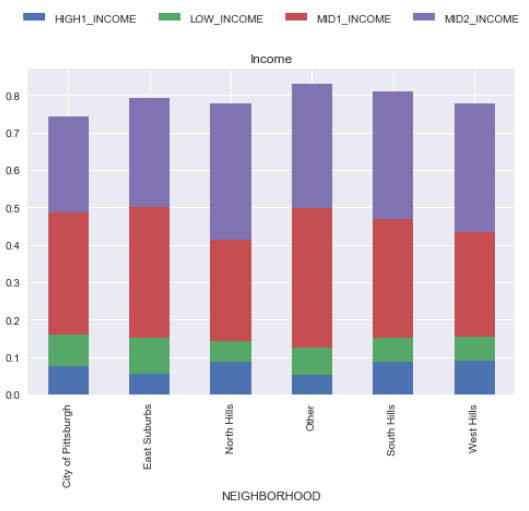 HIGH1_INCOME LOW_INCOME MID1_INCOME MID2_INCOME
Income
0.8
0.7
0.6
0.5
0.4
0.3
0.2
0.1
0.0
City of Pittsburgh
East Suburbs
North Hills
Other
South Hills
West Hills
NEIGHBORHOOD